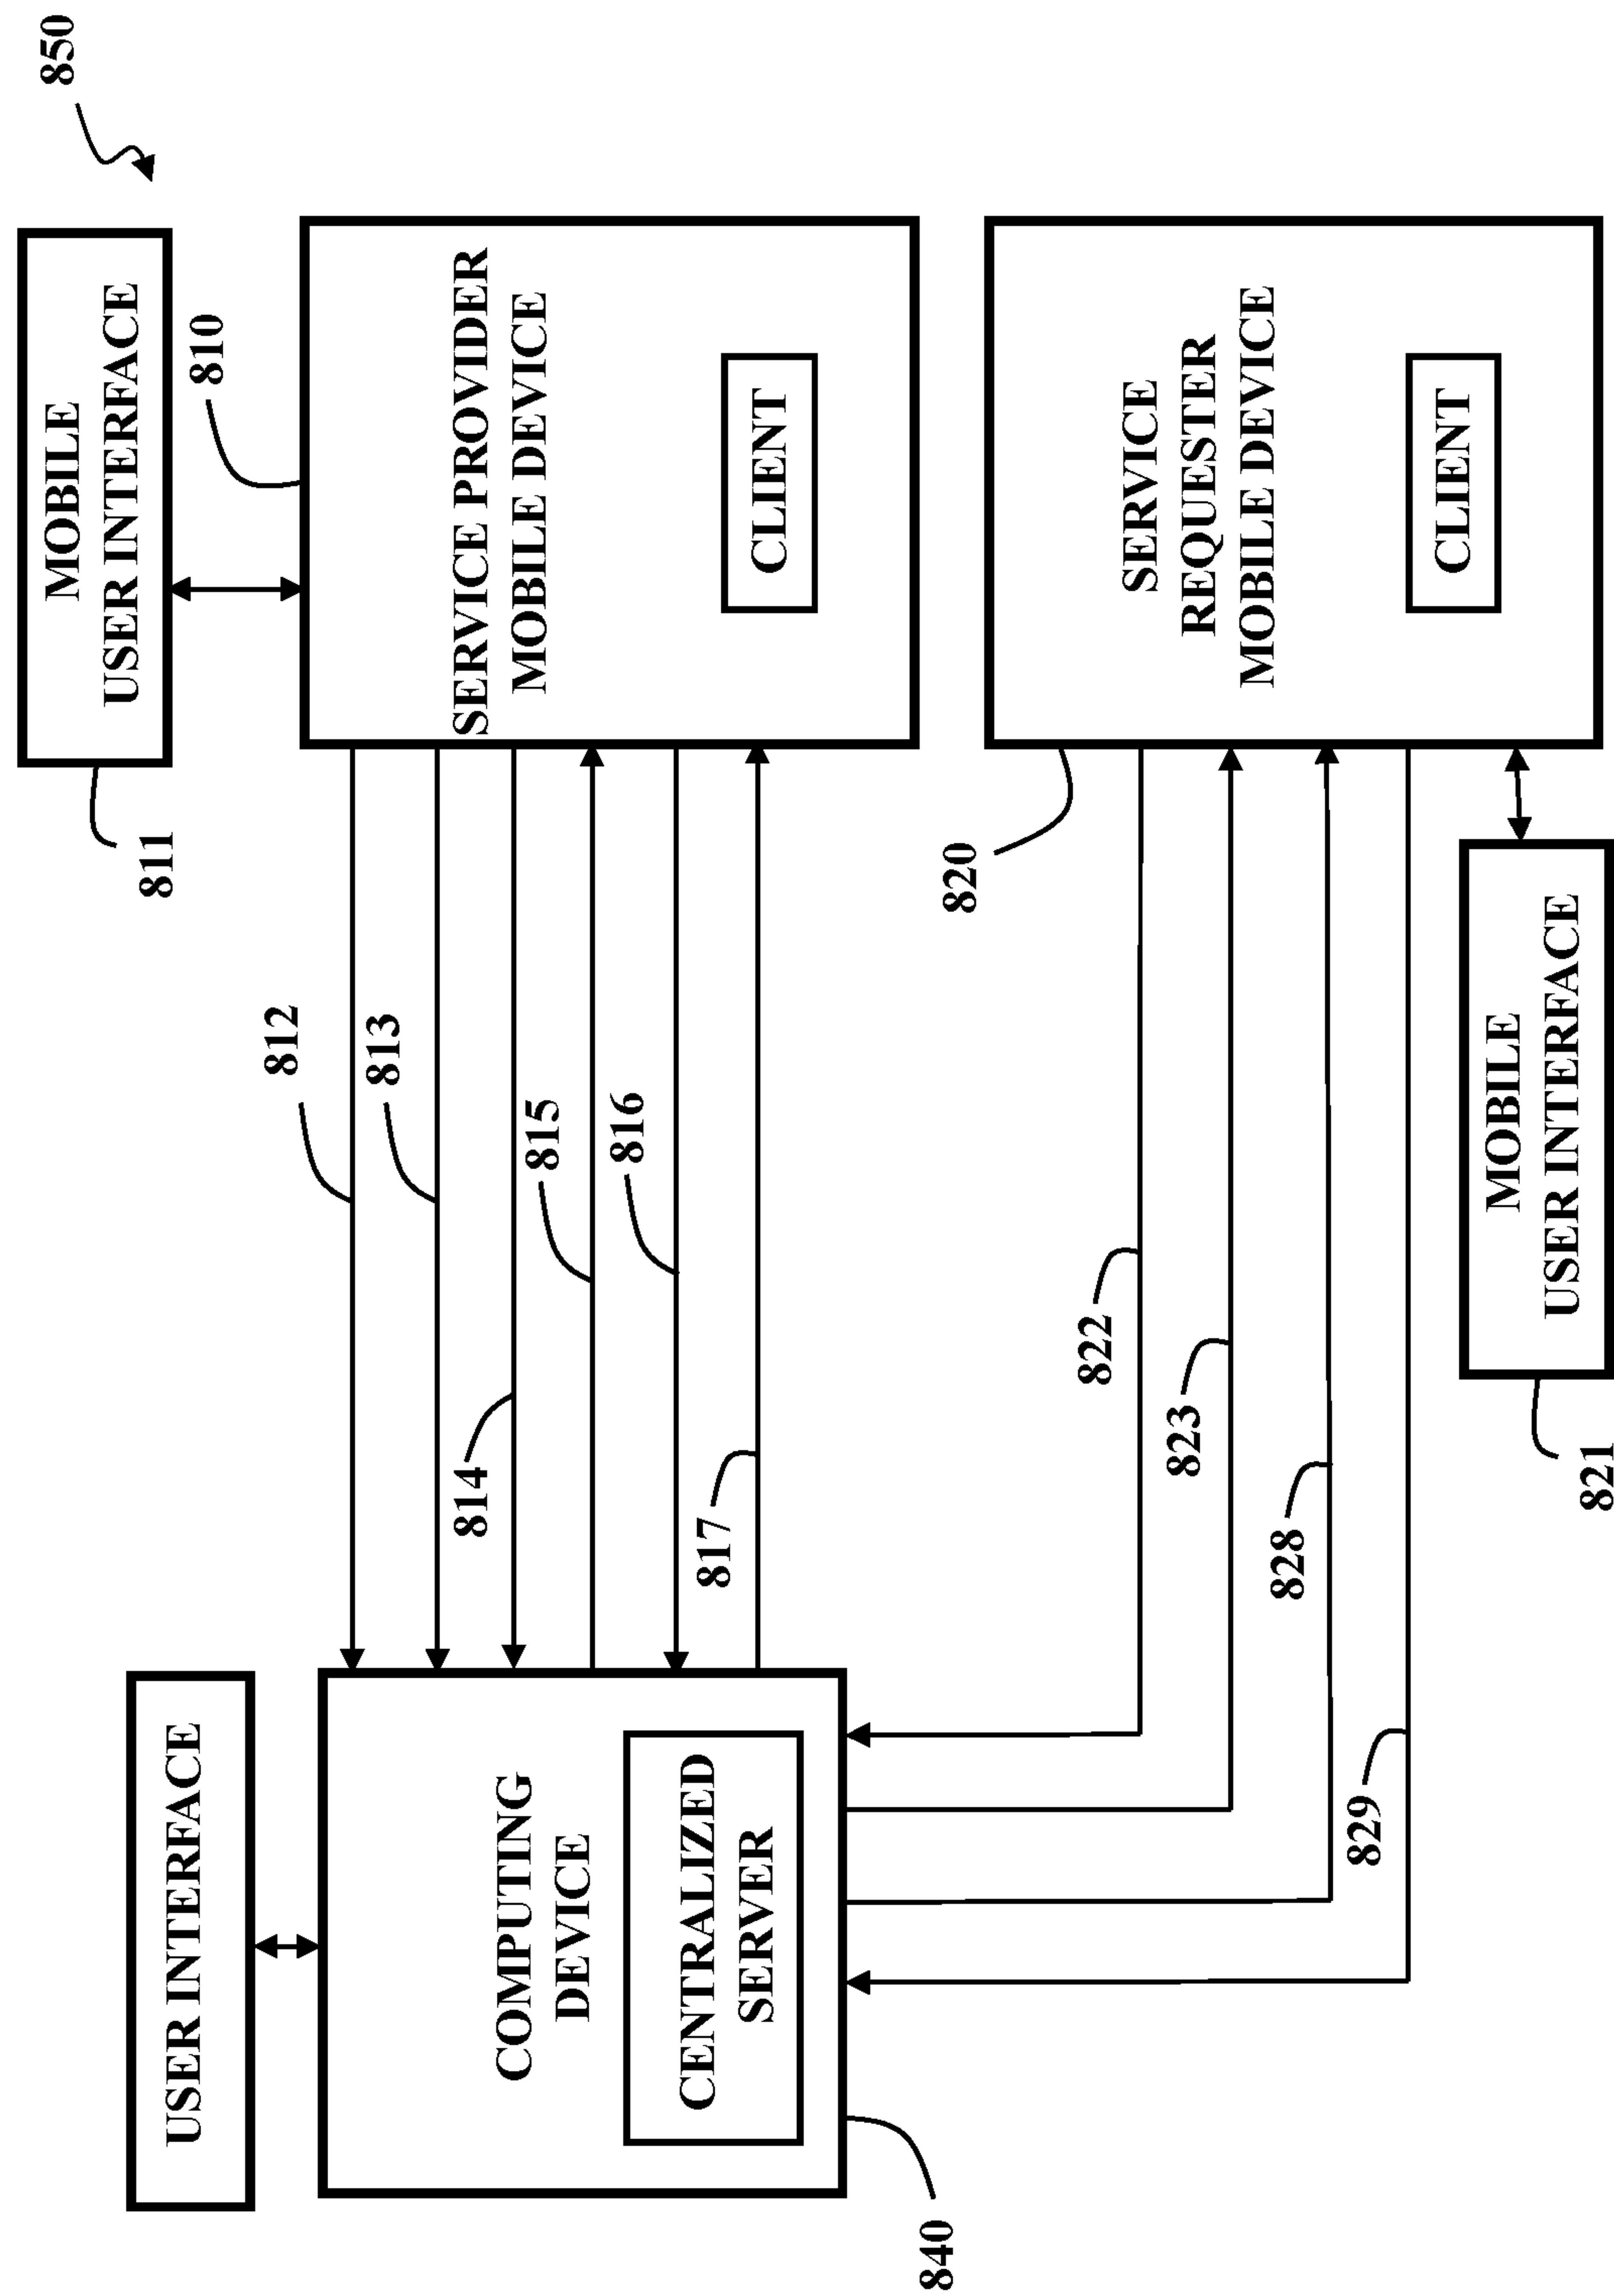 850
MOBILE
USER INTERFACE
811
810
SERVICE PROVIDER
MOBILE DEVICE
CLIENT
812
813
814
815
816
817
USER INTERFACE
COMPUTING
DEVICE
CENTRALIZED
SERVER
840
820
SERVICE
REQUESTER
MOBILE DEVICE
CLIENT
822
823
828
829
MOBILE
USER INTERFACE
821